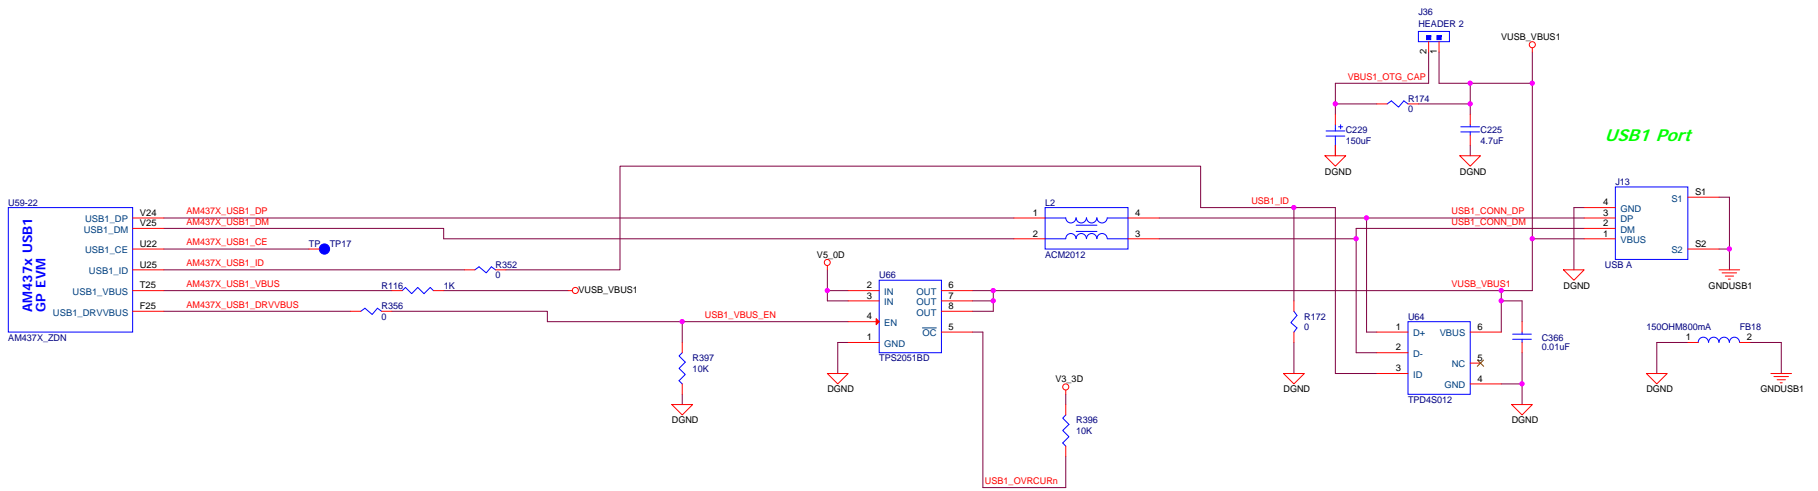 J36
HEADER 2
2
1
VUSB_VBUS1
VBUS1_OTG_CAP
R174
0
C229
150uF
+
DGND
C225
4.7uF
DGND
USB1 Port
U59-22
AM437x USB1
GP EVM
USB1_DP
USB1_DM
USB1_CE
USB1_ID
USB1_VBUS
USB1_DRVVBUS
V24
V25
U22
U25
T25
F25
AM437X_ZDN
AM437X_USB1_DP
AM437X_USB1_DM
AM437X_USB1_CE
TP
TP17
AM437X_USB1_ID
R352
0
AM437X_USB1_VBUS
R116
1K
VUSB_VBUS1
AM437X_USB1_DRVVBUS
R356
0
USB1_VBUS_EN
R397
10K
DGND
V5_0D
U66
2
3
4
1
IN
IN
EN
GND
OUT
OUT
OUT
OC
6
7
8
5
TPS2051BD
DGND
V3_3D
R396
10K
USB1_OVRCURn
L2
1
2
4
3
ACM2012
USB1_ID
R172
0
DGND
USB1_CONN_DP
USB1_CONN_DM
VUSB_VBUS1
U64
1
2
3
D+
D-
ID
VBUS
NC
GND
6
5
4
TPD4S012
C366
0.01uF
DGND
J13
4
3
2
1
GND
DP
DM
VBUS
S1
S2
S1
S2
USB A
DGND
GNDUSB1
150OHM800mA
FB18
1
2
DGND
GNDUSB1